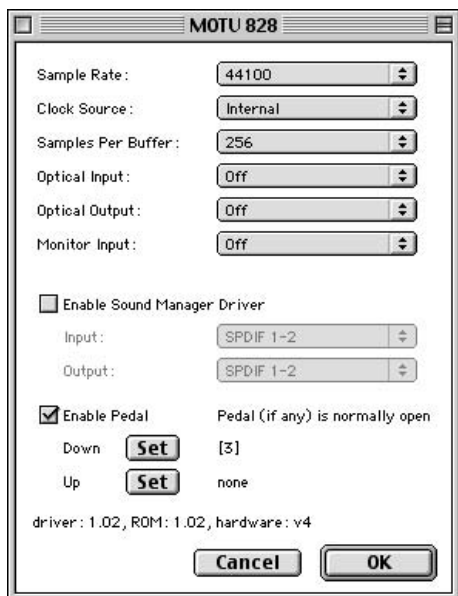 MOTU 828
Sample Rate: 44100
Clock Source: Internal
Samples Per Buffer: 256
Optical Input: Off
Optical Output: Off
Monitor Input: Off
Enable Sound Manager Driver
Input: SPDIF 1-2
Output: SPDIF 1-2
Enable Pedal Pedal (if any) is normally open
Down Set [3]
Up Set none
driver: 1.02, ROM: 1.02, hardware: v4
Cancel OK